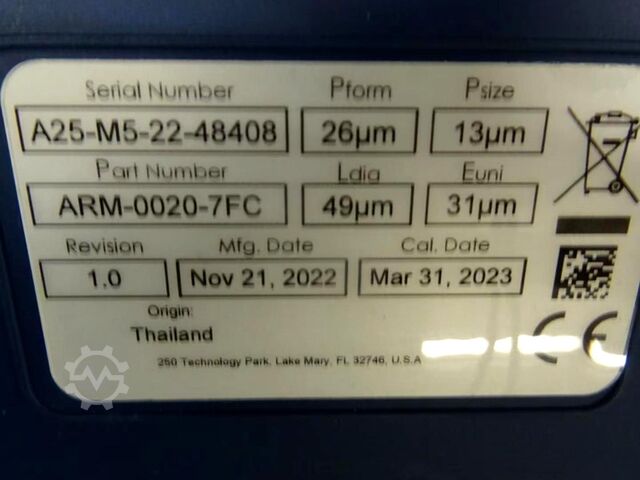 Serial Number Pform Psize
A25-M5-22-48408 26µm 13µm
Part Number Ldia Euni
ARM-0020-7FC 49µm 31µm
Revision Mfg. Date Cal. Date
1.0 Nov 21, 2022 Mar 31, 2023
Origin:
Thailand
CE
250 Technology Park, Lake Mary, FL 32746, U.S.A